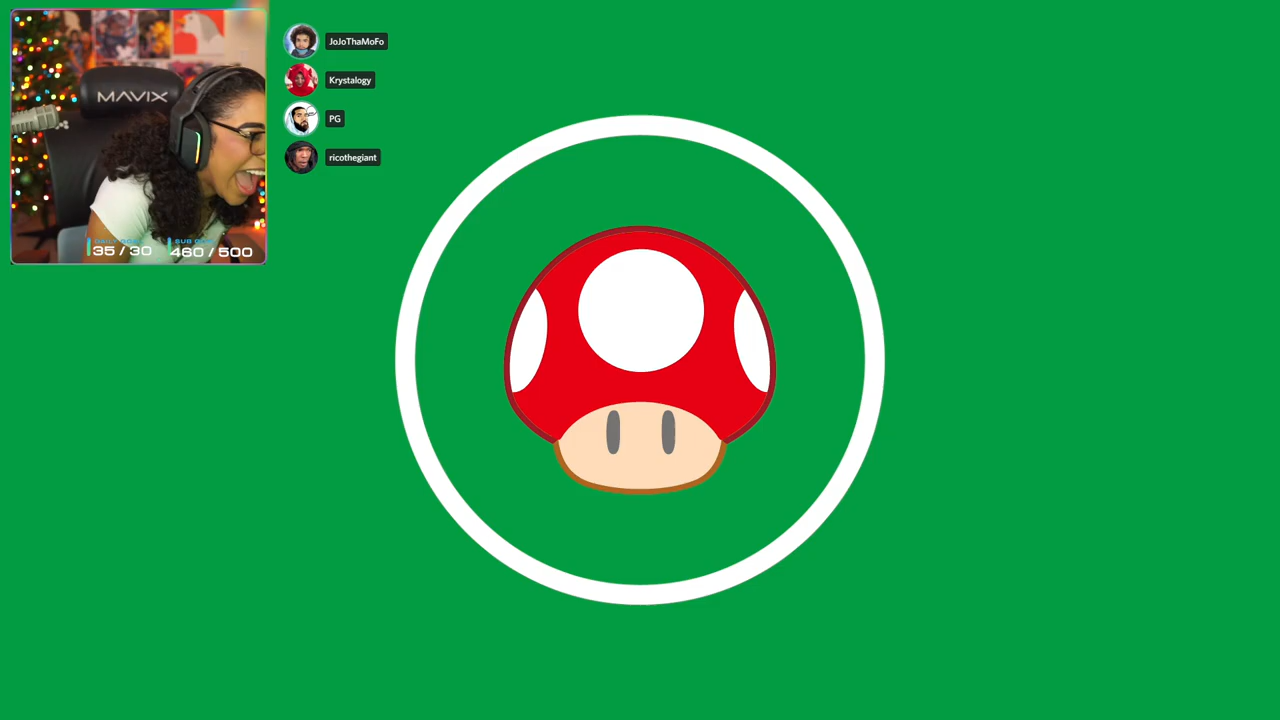 MAVIX
JoJoThaMoFo
Krystalogy
PG
ricothegiant
35 / 30
460 / 500